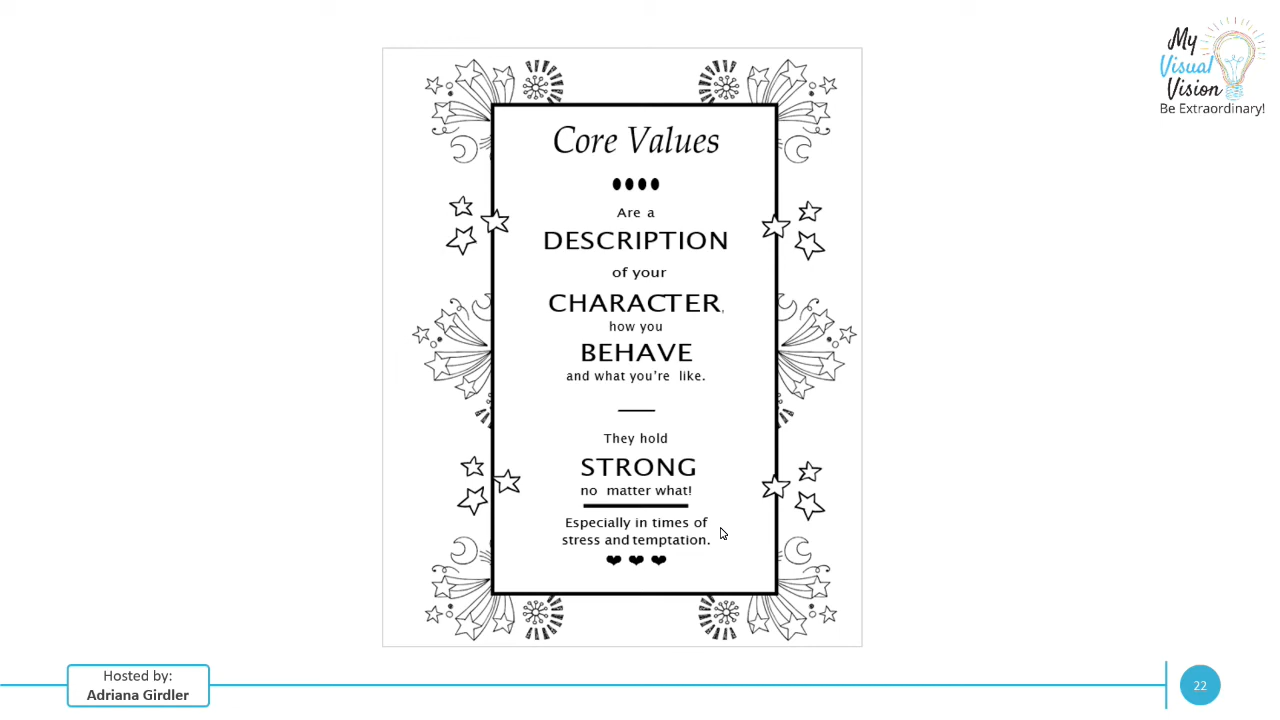 My
Visual
Vision
Be Extraordinary!
Core Values
Are a
DESCRIPTION
of your
CHARACTER,
how you
BEHAVE
and what you're like.
They hold
STRONG
no matter what!
Especially in times of
stress and temptation.
Hosted by:
Adriana Girdler
22